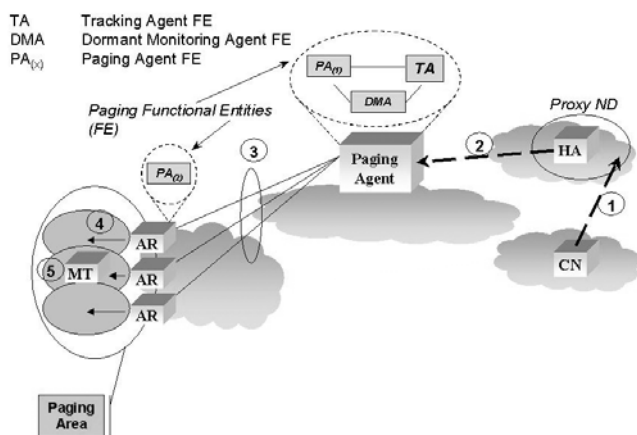 TA Tracking Agent FE
DMA Dormant Monitoring Agent FE
PA(x) Paging Agent FE
Paging Functional Entities
(FE)
PA(1)
TA
DMA
Proxy ND
PA(2)
3
Paging
Agent
2
HA
1
CN
4
AR
5
MT
AR
AR
Paging
Area